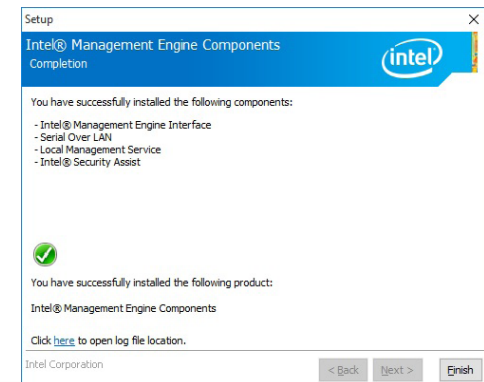 Setup
Intel® Management Engine Components
Completion
intel
You have successfully installed the following components:
- Intel® Management Engine Interface
- Serial Over LAN
- Local Management Service
- Intel® Security Assist
You have successfully installed the following product:
Intel® Management Engine Components
Click here to open log file location.
Intel Corporation
< Back
Next >
Finish